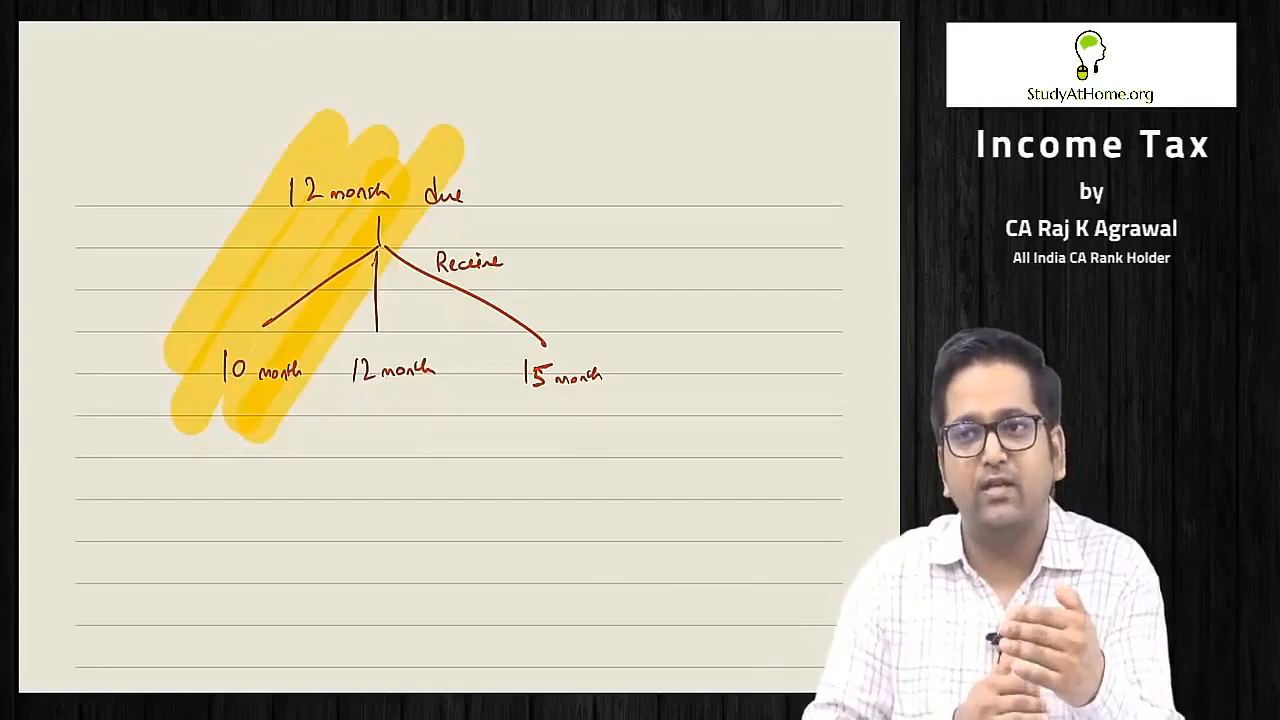 12 month due
Receive
10 month 12 month 15 month
StudyAtHome.org
Income Tax
by
CA Raj K Agrawal
All India CA Rank Holder